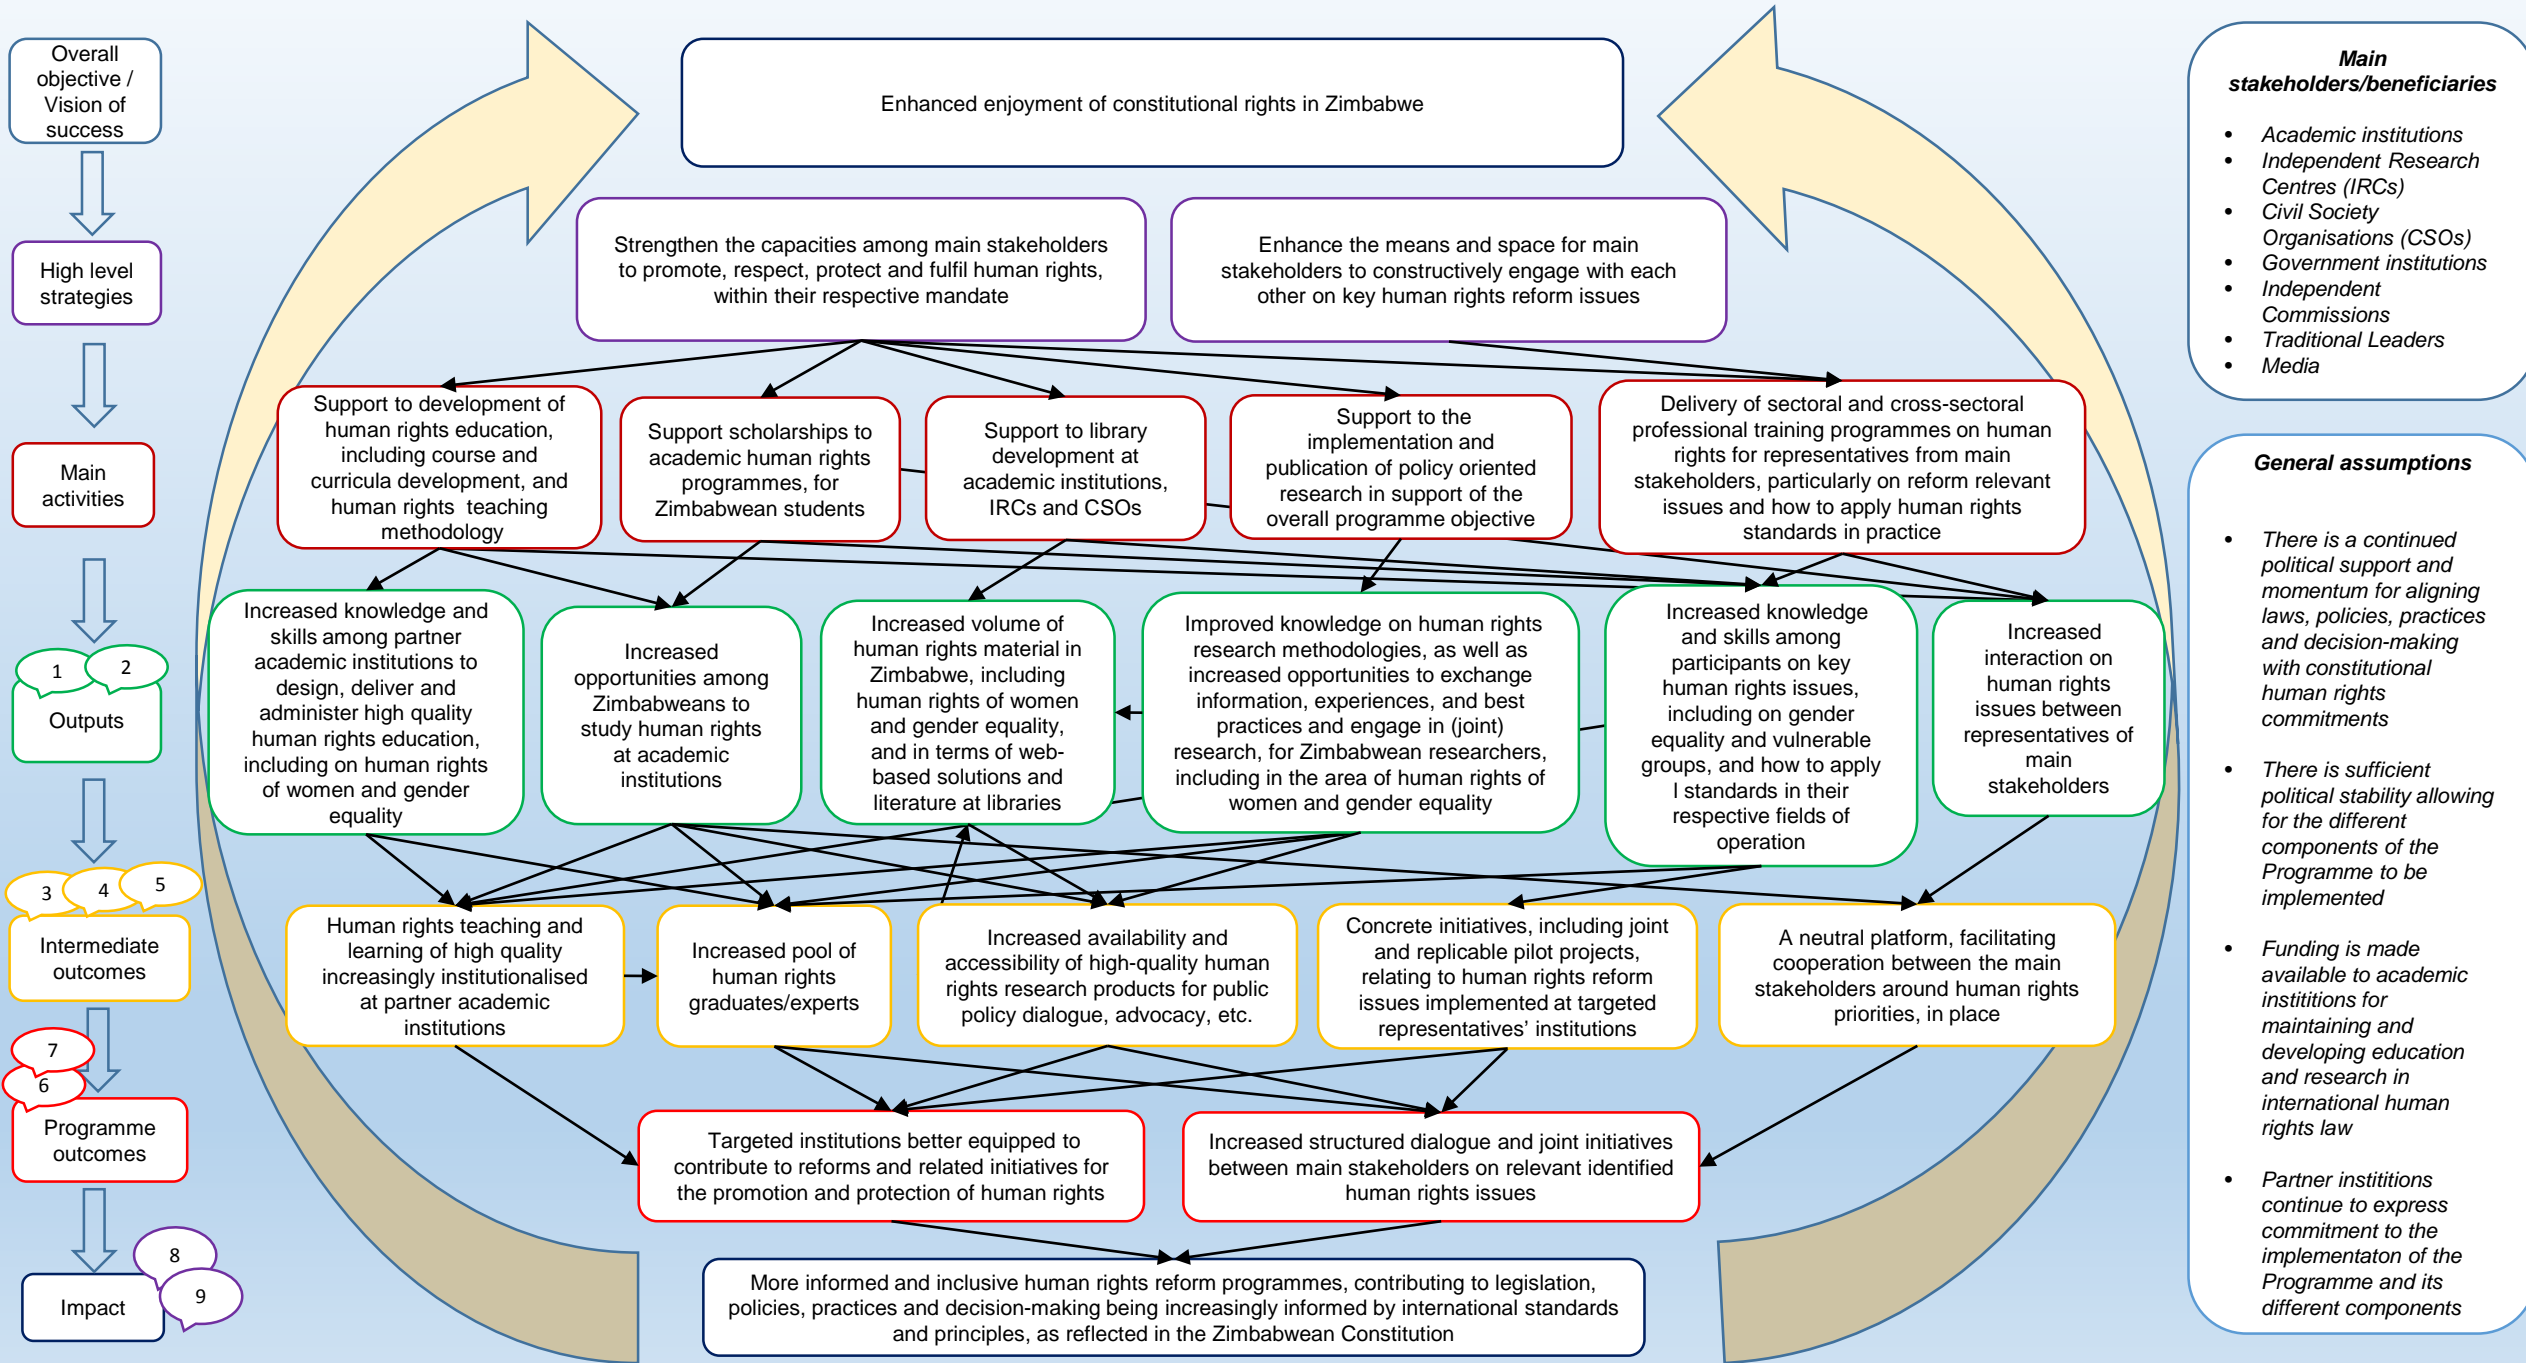 Overall
objective /
Vision of
success
High level
strategies
Main
activities
1
2
Outputs
3
4
5
Intermediate
outcomes
7
6
Programme
outcomes
8
9
Impact
Enhanced enjoyment of constitutional rights in Zimbabwe
Strengthen the capacities among main stakeholders
to promote, respect, protect and fulfil human rights,
within their respective mandate
Enhance the means and space for main
stakeholders to constructively engage with each
other on key human rights reform issues
Support to development of
human rights education,
including course and
curricula development, and
human rights teaching
methodology
Support scholarships to
academic human rights
programmes, for
Zimbabwean students
Support to library
development at
academic institutions,
IRCs and CSOs
Support to the
implementation and
publication of policy oriented
research in support of the
overall programme objective
Delivery of sectoral and cross-sectoral
professional training programmes on human
rights for representatives from main
stakeholders, particularly on reform relevant
issues and how to apply human rights
standards in practice
Increased knowledge and
skills among partner
academic institutions to
design, deliver and
administer high quality
human rights education,
including on human rights
of women and gender
equality
Increased
opportunities among
Zimbabweans to
study human rights
at academic
institutions
Increased volume of
human rights material in
Zimbabwe, including
human rights of women
and gender equality,
and in terms of web-
based solutions and
literature at libraries
Improved knowledge on human rights
research methodologies, as well as
increased opportunities to exchange
information, experiences, and best
practices and engage in (joint)
research, for Zimbabwean researchers,
including in the area of human rights of
women and gender equality
Increased knowledge
and skills among
participants on key
human rights issues,
including on gender
equality and vulnerable
groups, and how to apply
l standards in their
respective fields of
operation
Increased
interaction on
human rights
issues between
representatives of
main
stakeholders
Human rights teaching and
learning of high quality
increasingly institutionalised
at partner academic
institutions
Increased pool of
human rights
graduates/experts
Increased availability and
accessibility of high-quality human
rights research products for public
policy dialogue, advocacy, etc.
Concrete initiatives, including joint
and replicable pilot projects,
relating to human rights reform
issues implemented at targeted
representatives’ institutions
A neutral platform, facilitating
cooperation between the main
stakeholders around human rights
priorities, in place
Targeted institutions better equipped to
contribute to reforms and related initiatives for
the promotion and protection of human rights
Increased structured dialogue and joint initiatives
between main stakeholders on relevant identified
human rights issues
More informed and inclusive human rights reform programmes, contributing to legislation,
policies, practices and decision-making being increasingly informed by international standards
and principles, as reflected in the Zimbabwean Constitution
Main
stakeholders/beneficiaries
• Academic institutions
• Independent Research
Centres (IRCs)
• Civil Society
Organisations (CSOs)
• Government institutions
• Independent
Commissions
• Traditional Leaders
• Media
General assumptions
• There is a continued
political support and
momentum for aligning
laws, policies, practices
and decision-making
with constitutional
human rights
commitments
• There is sufficient
political stability allowing
for the different
components of the
Programme to be
implemented
• Funding is made
available to academic
instititions for
maintaining and
developing education
and research in
international human
rights law
• Partner instititions
continue to express
commitment to the
implementaton of the
Programme and its
different components